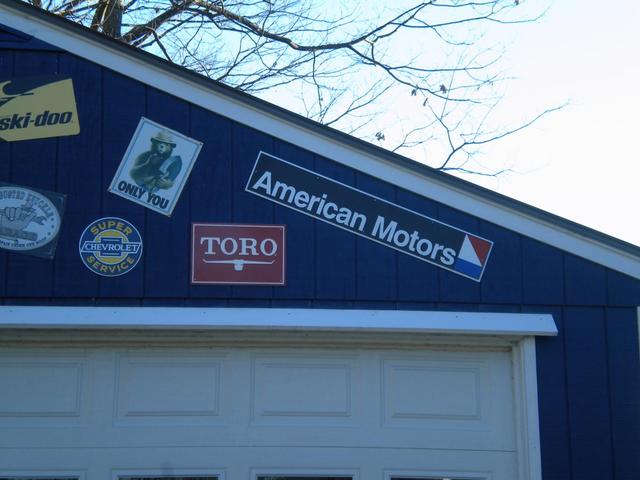 ski-doo
ONLY YOU
SUPER
CHEVROLET
SERVICE
TORO
American Motors